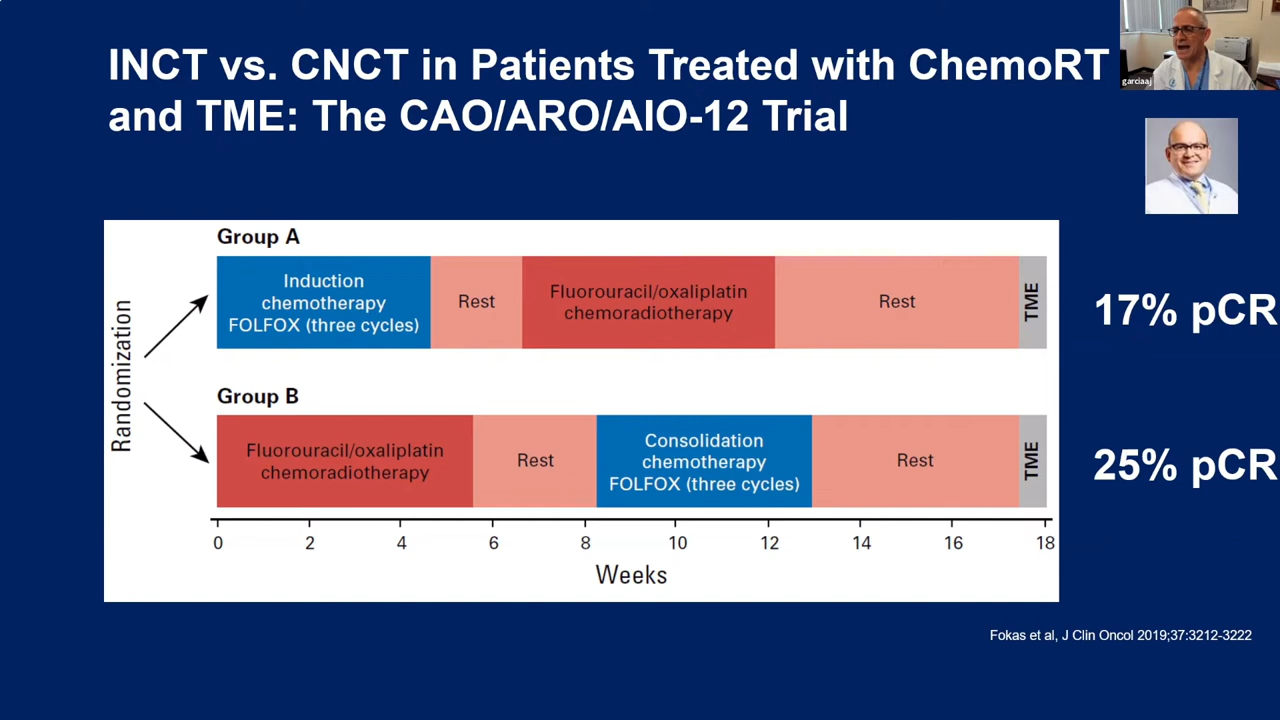 INCT vs. CNCT in Patients Treated with ChemoRT
and TME: The CAO/ARO/AIO-12 Trial
garciaaj
Group A
Induction
chemotherapy
FOLFOX (three cycles)
Rest
Fluorouracil/oxaliplatin
chemoradiotherapy
Rest
TME
17% pCR
Randomization
Group B
Fluorouracil/oxaliplatin
chemoradiotherapy
Rest
Consolidation
chemotherapy
FOLFOX (three cycles)
Rest
TME
25% pCR
0 2 4 6 8 10 12 14 16 18
Weeks
Fokas et al, J Clin Oncol 2019;37:3212-3222